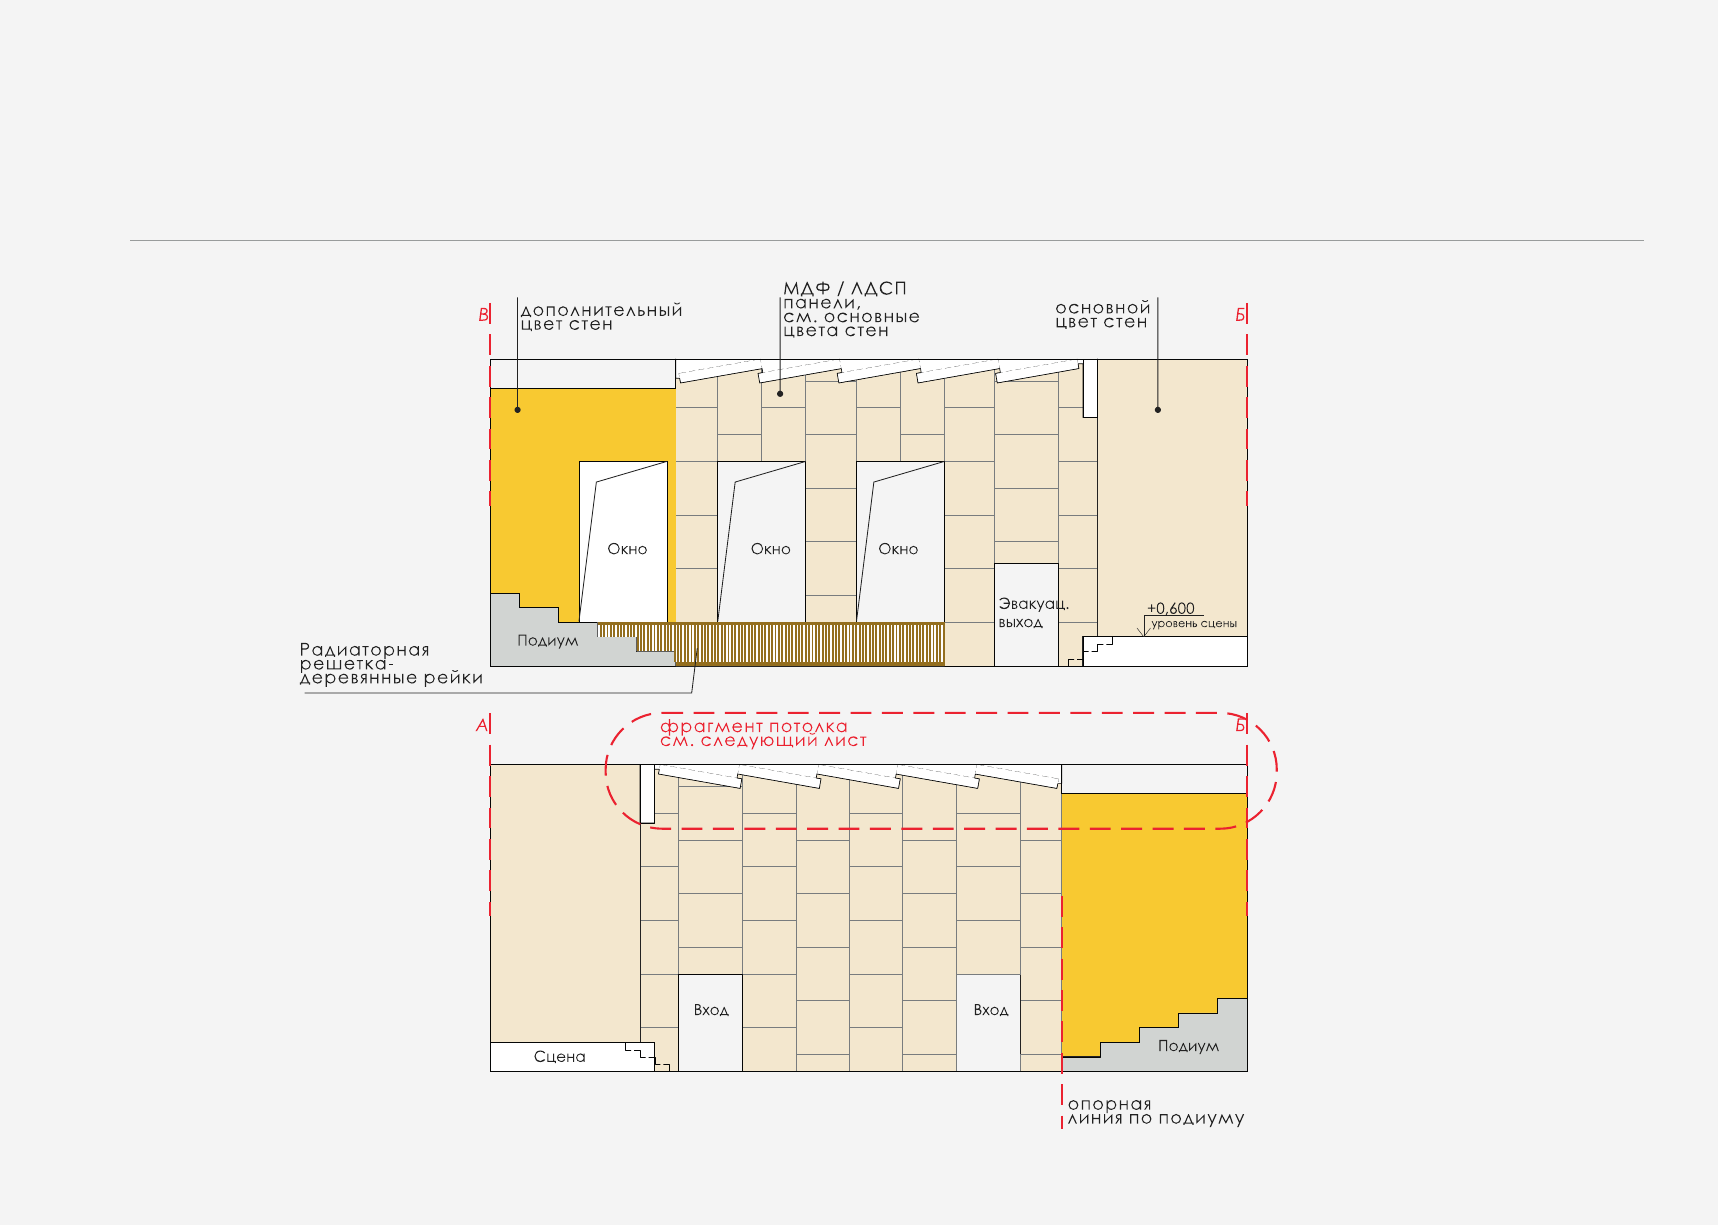 В
дополнительный
цвет стен
МДФ / ЛДСП
панели,
см. основные
цвета стен
основной
цвет стен
Б
Окно
Окно
Окно
Эвакуац.
выход
+0,600
уровень сцены
Подиум
Радиаторная
решетка-
деревянные рейки
А
фрагмент потолка
см. следующий лист
Б
Вход
Вход
Сцена
Подиум
опорная
линия по подиуму